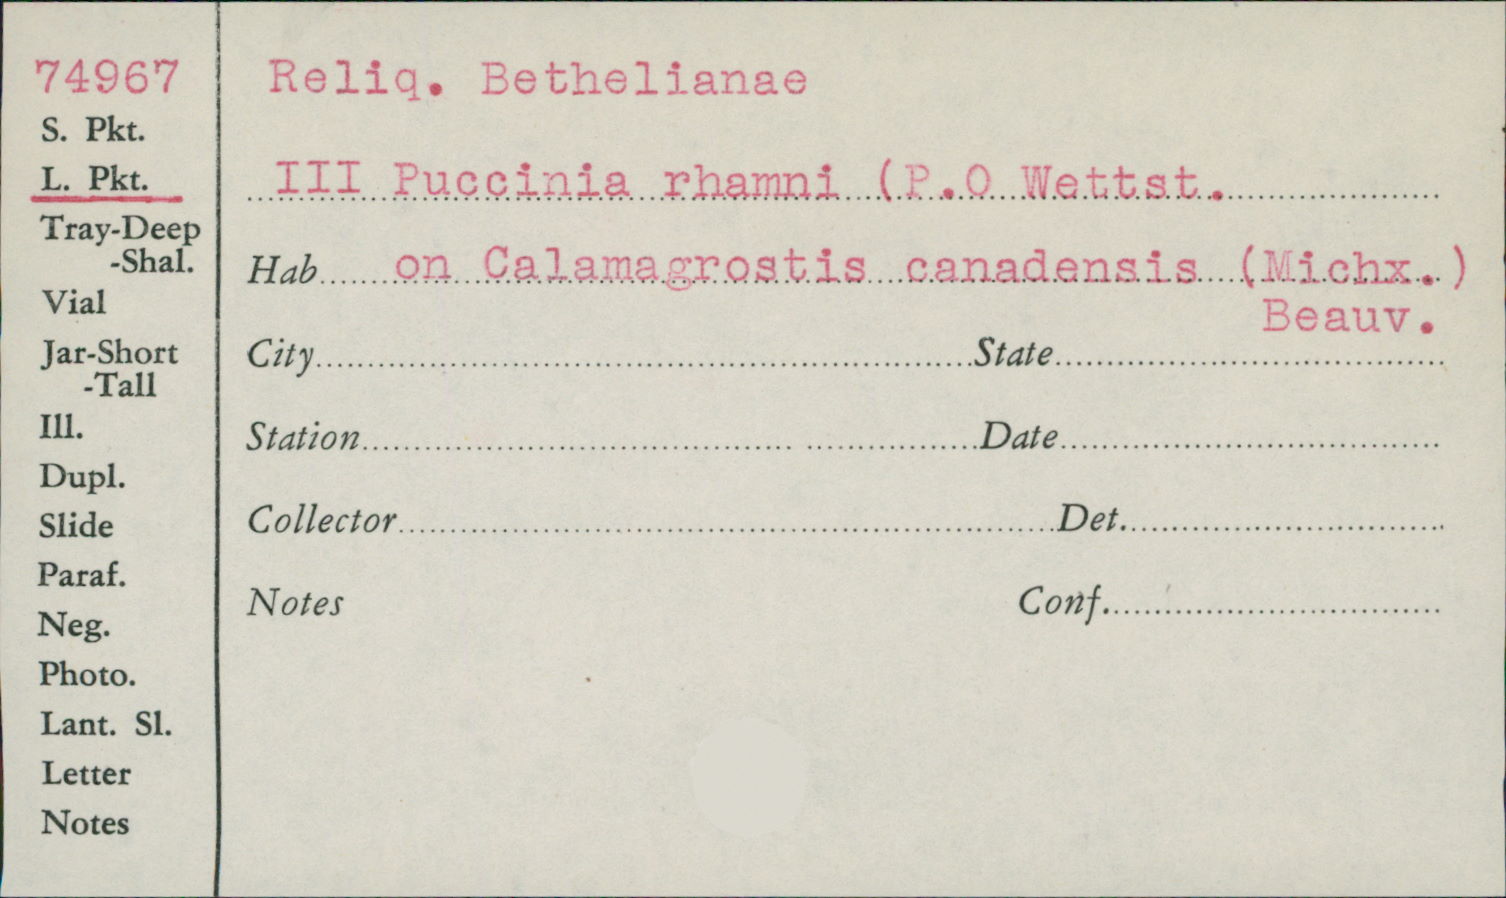 74967
S. Pkt.
L. Pkt.
Tray-Deep
-Shal.
Vial
Jar-Short
-Tall
Ill.
Dupl.
Slide
Paraf.
Neg.
Photo.
Lant. Sl.
Letter
Notes
Reliq. Bethelianae
III Puccinia rhamni (P.O Wettst.
Hab on Calamagrostis canadensis (Michx.)
Beauv.
City State
Station Date
Collector Det.
Notes Conf.